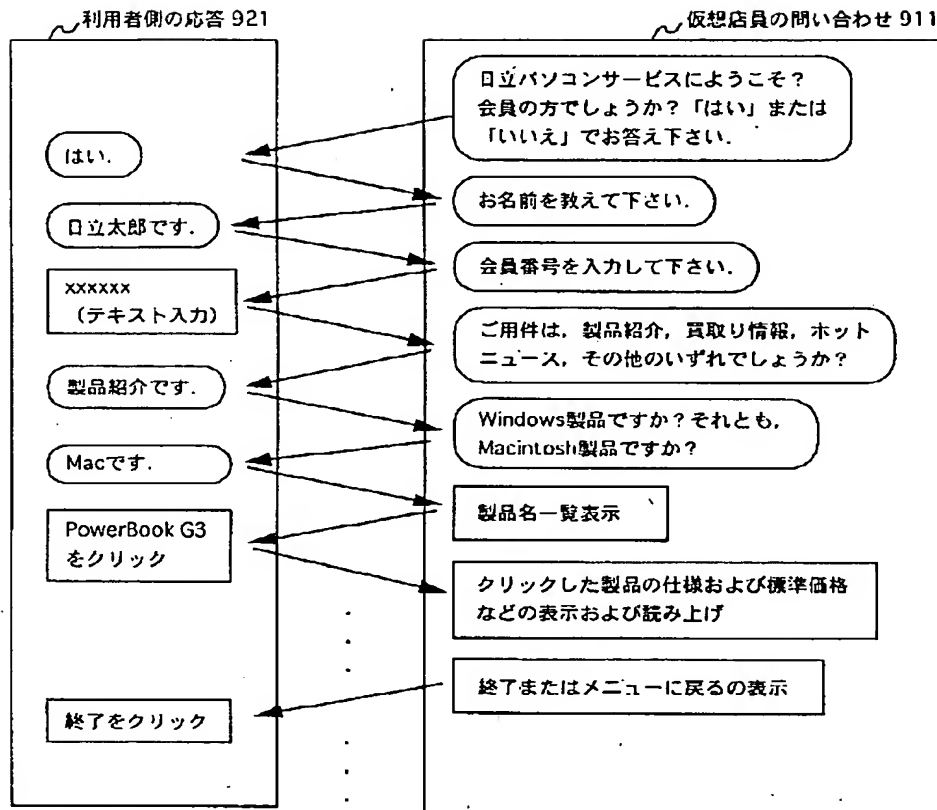 利用者側の応答 921
仮想店員の問い合わせ 911
日立パソコンサービスにようこそ?
会員の方でしょうか?「はい」または
「いいえ」でお答え下さい.
はい.
お名前を教えて下さい.
日立太郎です.
会員番号を入力して下さい.
xxxxxx
(テキスト入力)
ご用件は,製品紹介,買取り情報,ホット
ニュース,その他のいずれでしょうか?
製品紹介です.
Windows製品ですか?それとも,
Macintosh製品ですか?
Macです.
製品名一覧表示
PowerBook G3
をクリック
クリックした製品の仕様および標準価格
などの表示および読み上げ
終了またはメニューに戻るの表示
終了をクリック